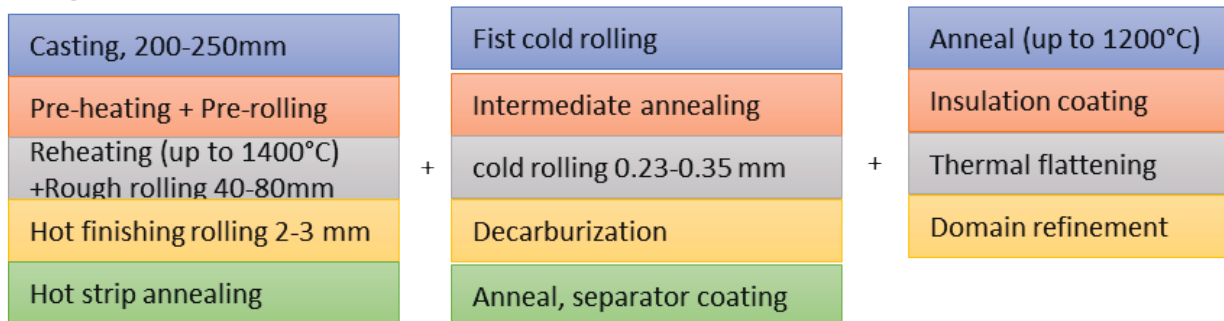 Casting, 200-250mm
Pre-heating + Pre-rolling
Reheating (up to 1400°C)
+Rough rolling 40-80mm
Hot finishing rolling 2-3 mm
Hot strip annealing
+
Fist cold rolling
Intermediate annealing
cold rolling 0.23-0.35 mm
Decarburization
Anneal, separator coating
+
Anneal (up to 1200°C)
Insulation coating
Thermal flattening
Domain refinement